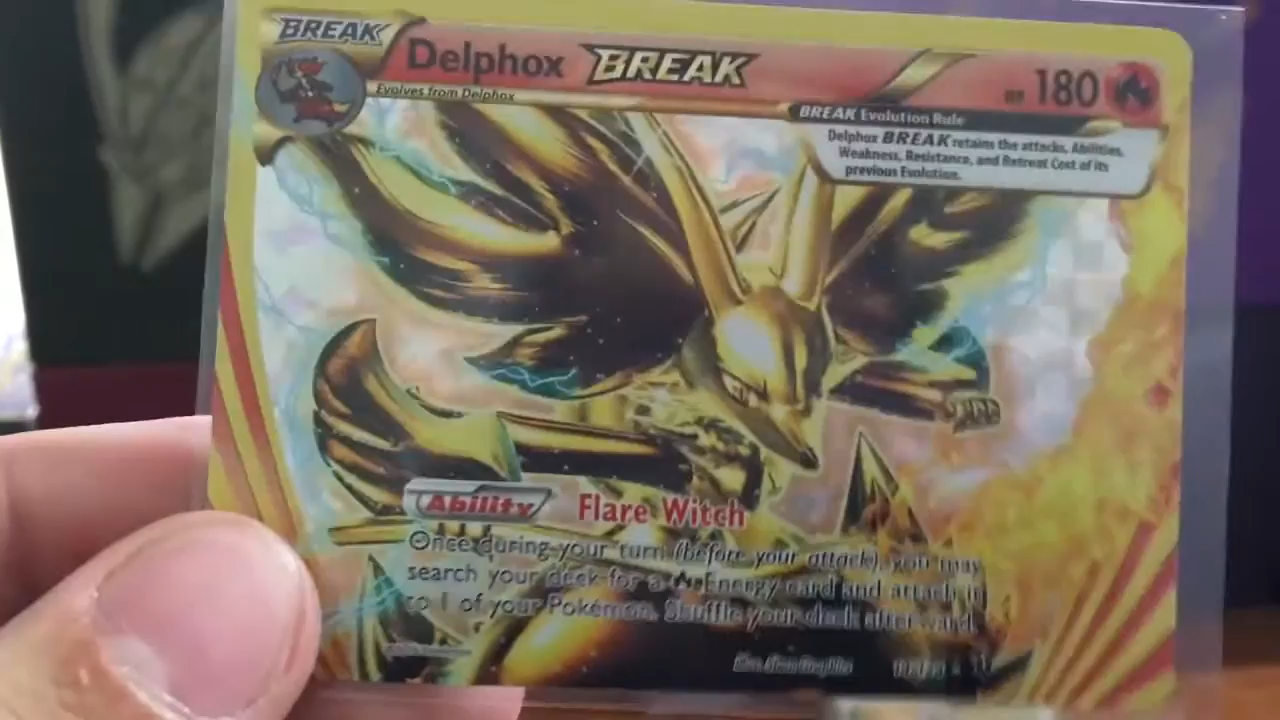 BREAK
Delphox BREAK
HP 180
Evolves from Delphox
BREAK Evolution Rule
Delphox BREAK retains the attacks, Abilities,
Weakness, Resistance, and Retreat Cost of its
previous Evolution.
Ability Flare Witch
Once during your turn (before your attack), you may
search your deck for a Energy card and attach it
to 1 of your Pokémon. Shuffle your deck afterward.